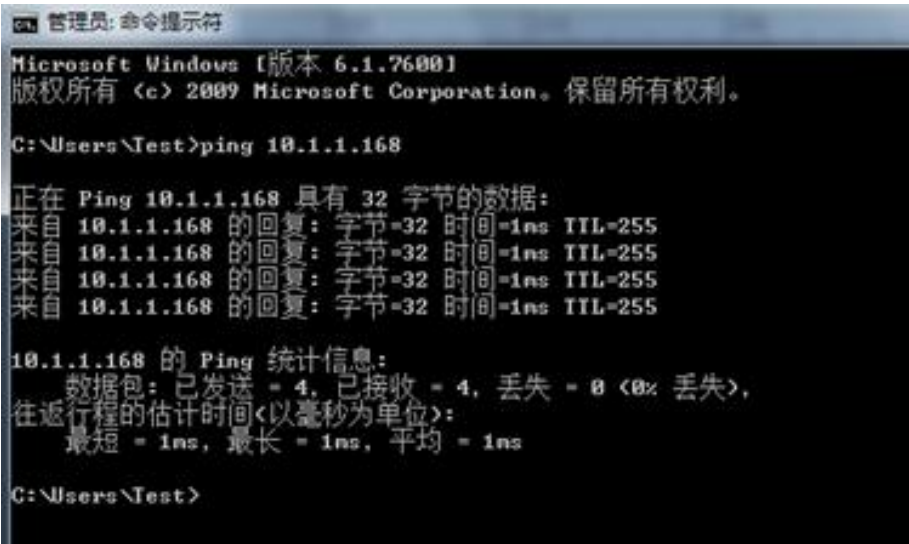 管理员: 命令提示符
Microsoft Windows [版本 6.1.7600]
版权所有 (c) 2009 Microsoft Corporation。保留所有权利。
C:\Users\Test>ping 10.1.1.168
正在 Ping 10.1.1.168 具有 32 字节的数据:
来自 10.1.1.168 的回复: 字节=32 时间=1ms TTL=255
来自 10.1.1.168 的回复: 字节=32 时间=1ms TTL=255
来自 10.1.1.168 的回复: 字节=32 时间=1ms TTL=255
来自 10.1.1.168 的回复: 字节=32 时间=1ms TTL=255
10.1.1.168 的 Ping 统计信息:
数据包: 已发送 = 4, 已接收 = 4, 丢失 = 0 (0% 丢失),
往返行程的估计时间(以毫秒为单位):
最短 = 1ms, 最长 = 1ms, 平均 = 1ms
C:\Users\Test>